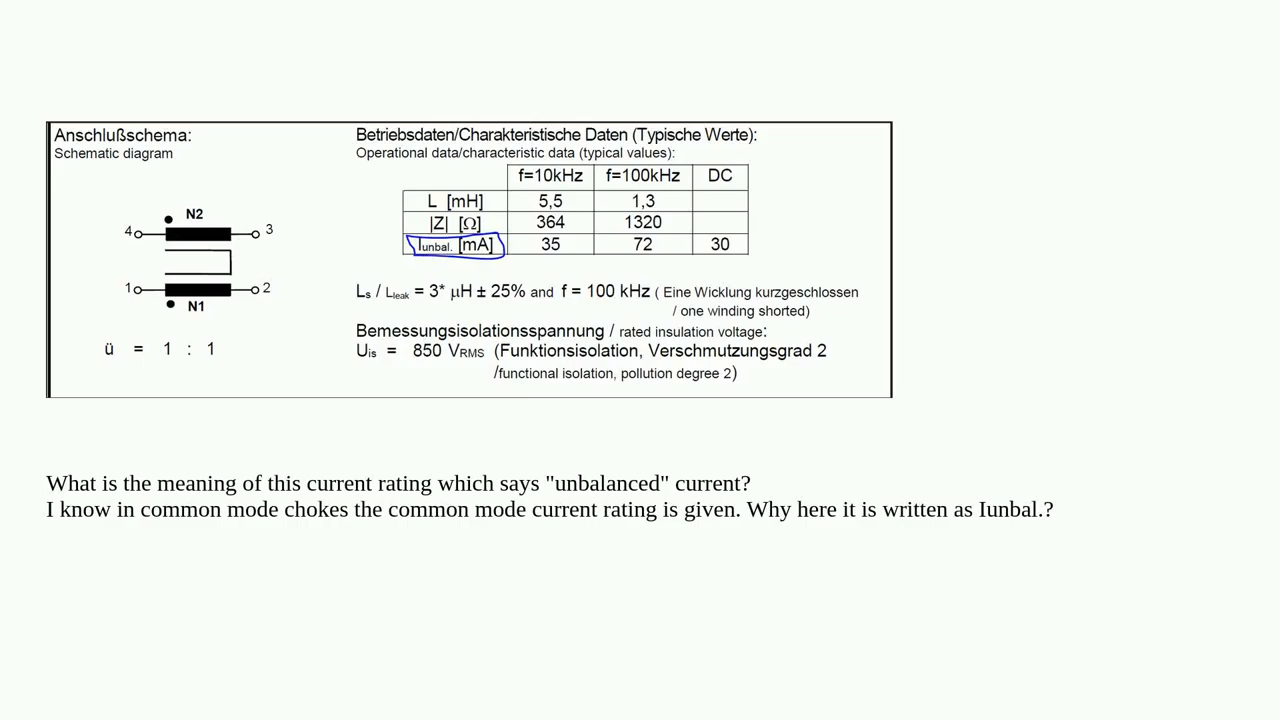 Anschlußschema:
Schematic diagram
N2
4
3
1
2
N1
ü = 1 : 1
Betriebsdaten/Charakteristische Daten (Typische Werte):
Operational data/characteristic data (typical values):
f=10kHz f=100kHz DC
L [mH] 5,5 1,3
|Z| [Ω] 364 1320
Iunbal. [mA] 35 72 30
Ls / Lleak = 3* µH ± 25% and f = 100 kHz ( Eine Wicklung kurzgeschlossen
/ one winding shorted)
Bemessungsisolationsspannung / rated insulation voltage:
Uis = 850 VRMS (Funktionsisolation, Verschmutzungsgrad 2
/functional isolation, pollution degree 2)
What is the meaning of this current rating which says "unbalanced" current?
I know in common mode chokes the common mode current rating is given. Why here it is written as Iunbal.?